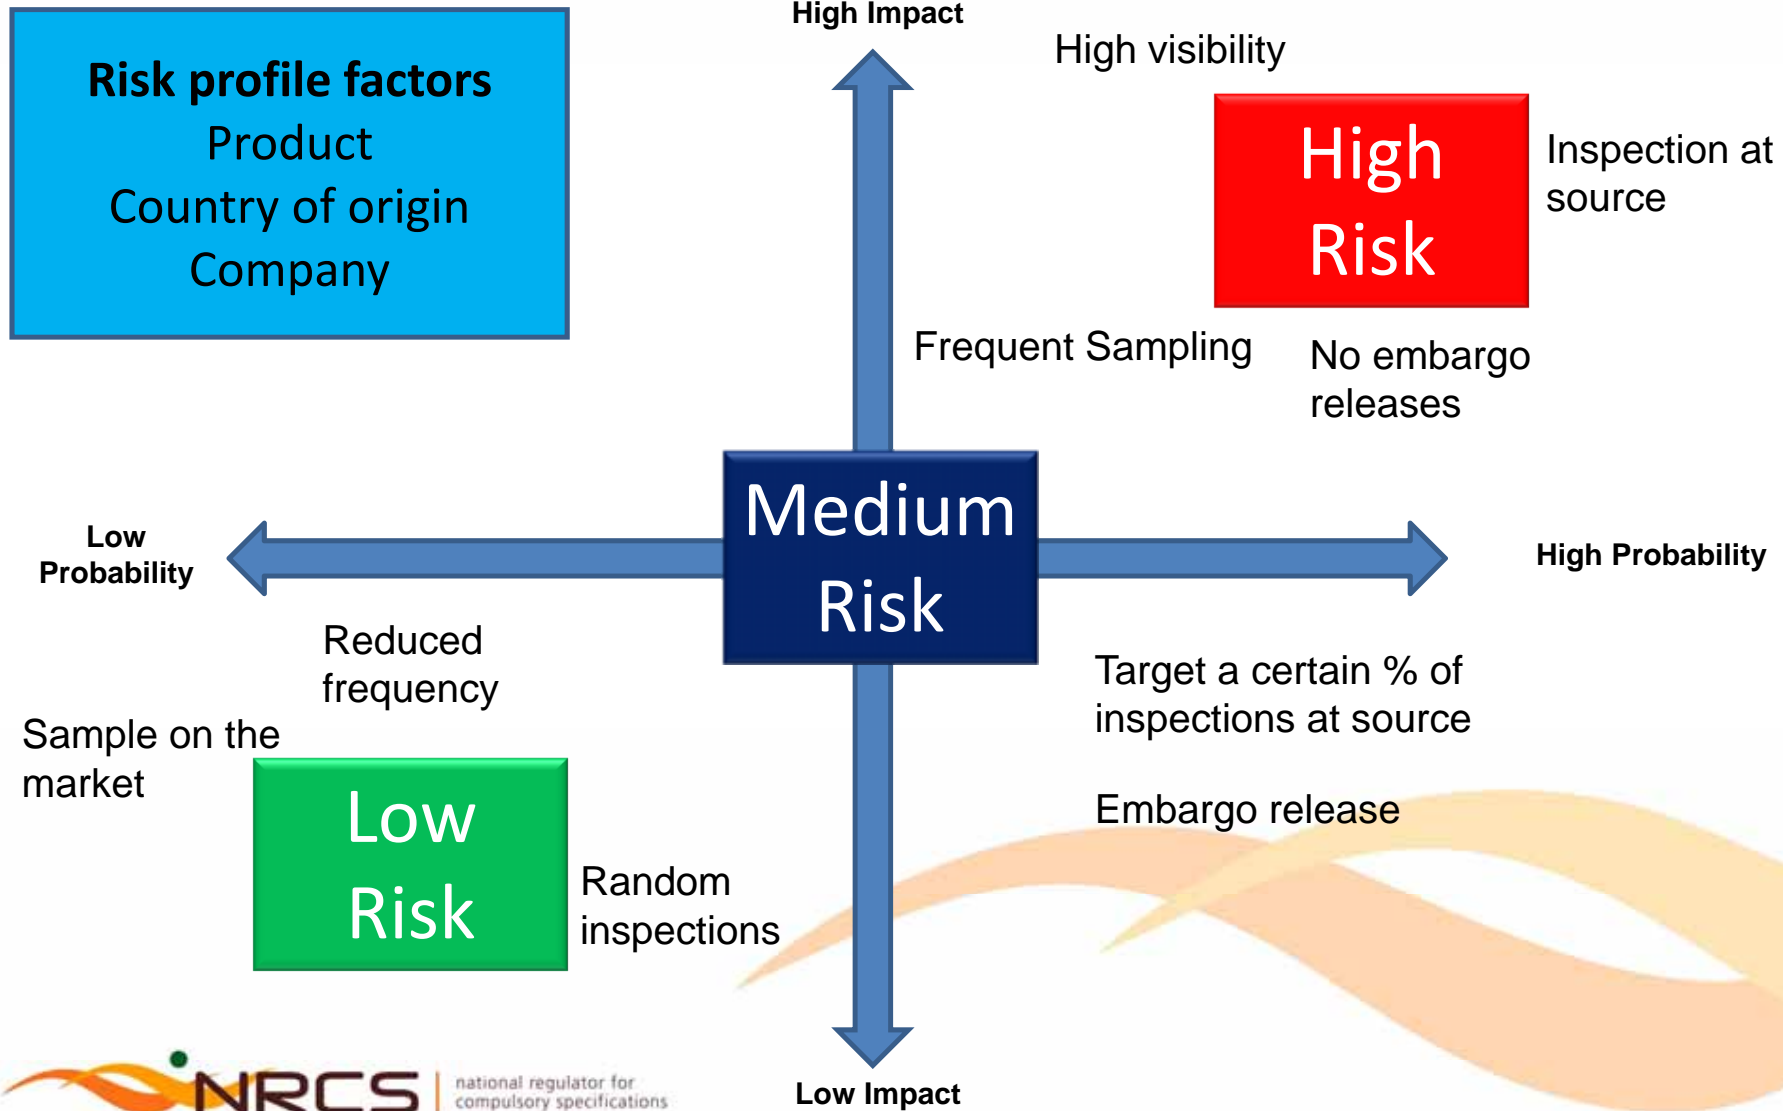 High Impact
Risk profile factors
Product
Country of origin
Company
High visibility
High
Risk
Inspection at
source
Frequent Sampling
No embargo
releases
Low
Probability
Medium
Risk
High Probability
Reduced
frequency
Target a certain % of
inspections at source
Sample on the
market
Embargo release
Low
Risk
Random
inspections
NRCS
national regulator for
compulsory specifications
Low Impact